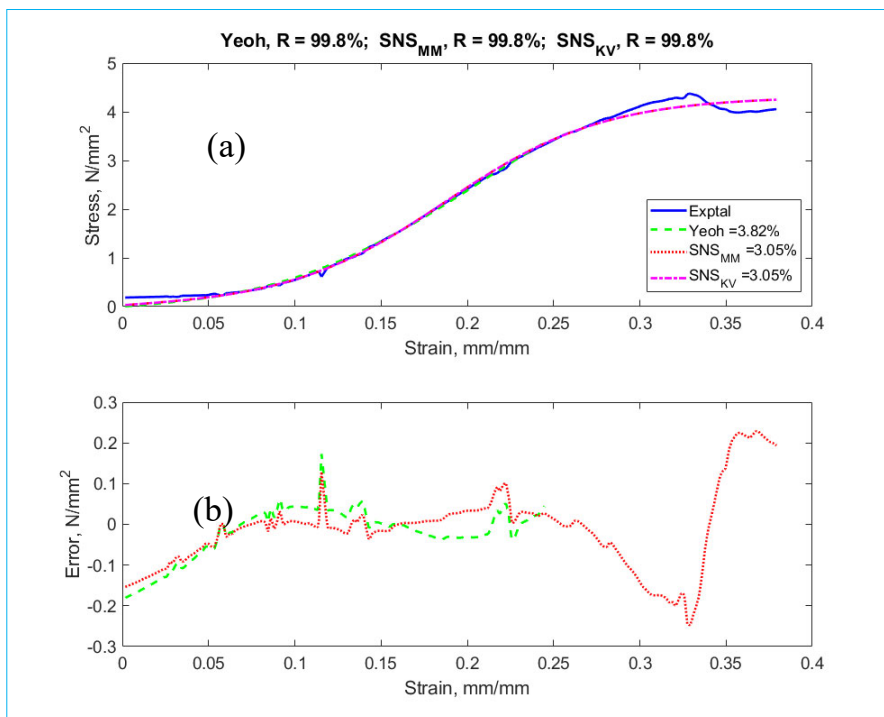 Yeoh, R = 99.8%; SNS_MM, R = 99.8%; SNS_KV, R = 99.8%
5
4
3
2
1
0
Stress, N/mm²
(a)
Exptal
Yeoh =3.82%
SNS_MM =3.05%
SNS_KV =3.05%
0 0.05 0.1 0.15 0.2 0.25 0.3 0.35 0.4
Strain, mm/mm
0.3
0.2
0.1
0
-0.1
-0.2
-0.3
Error, N/mm²
(b)
0 0.05 0.1 0.15 0.2 0.25 0.3 0.35 0.4
Strain, mm/mm